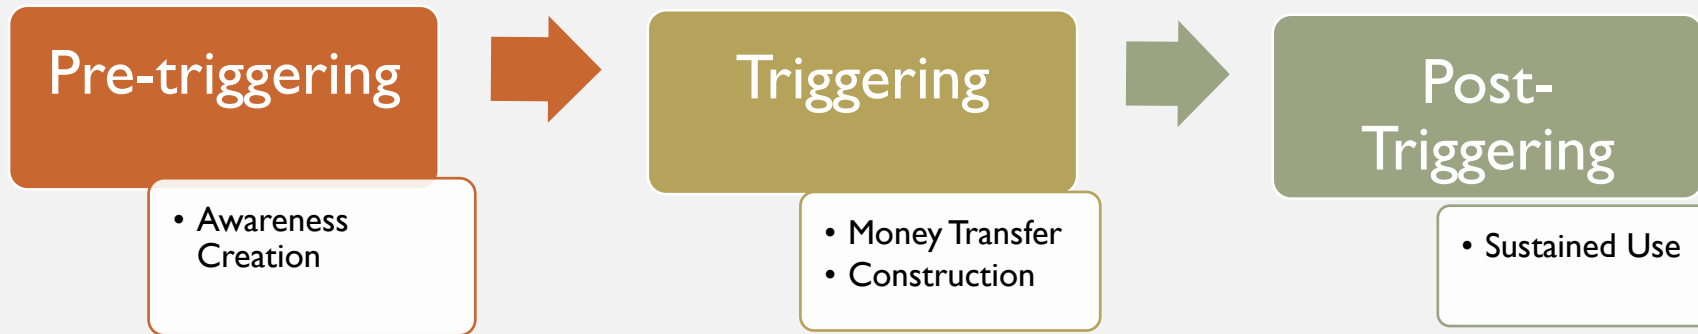 Pre-triggering
• Awareness
Creation
Triggering
• Money Transfer
• Construction
Post-
Triggering
• Sustained Use